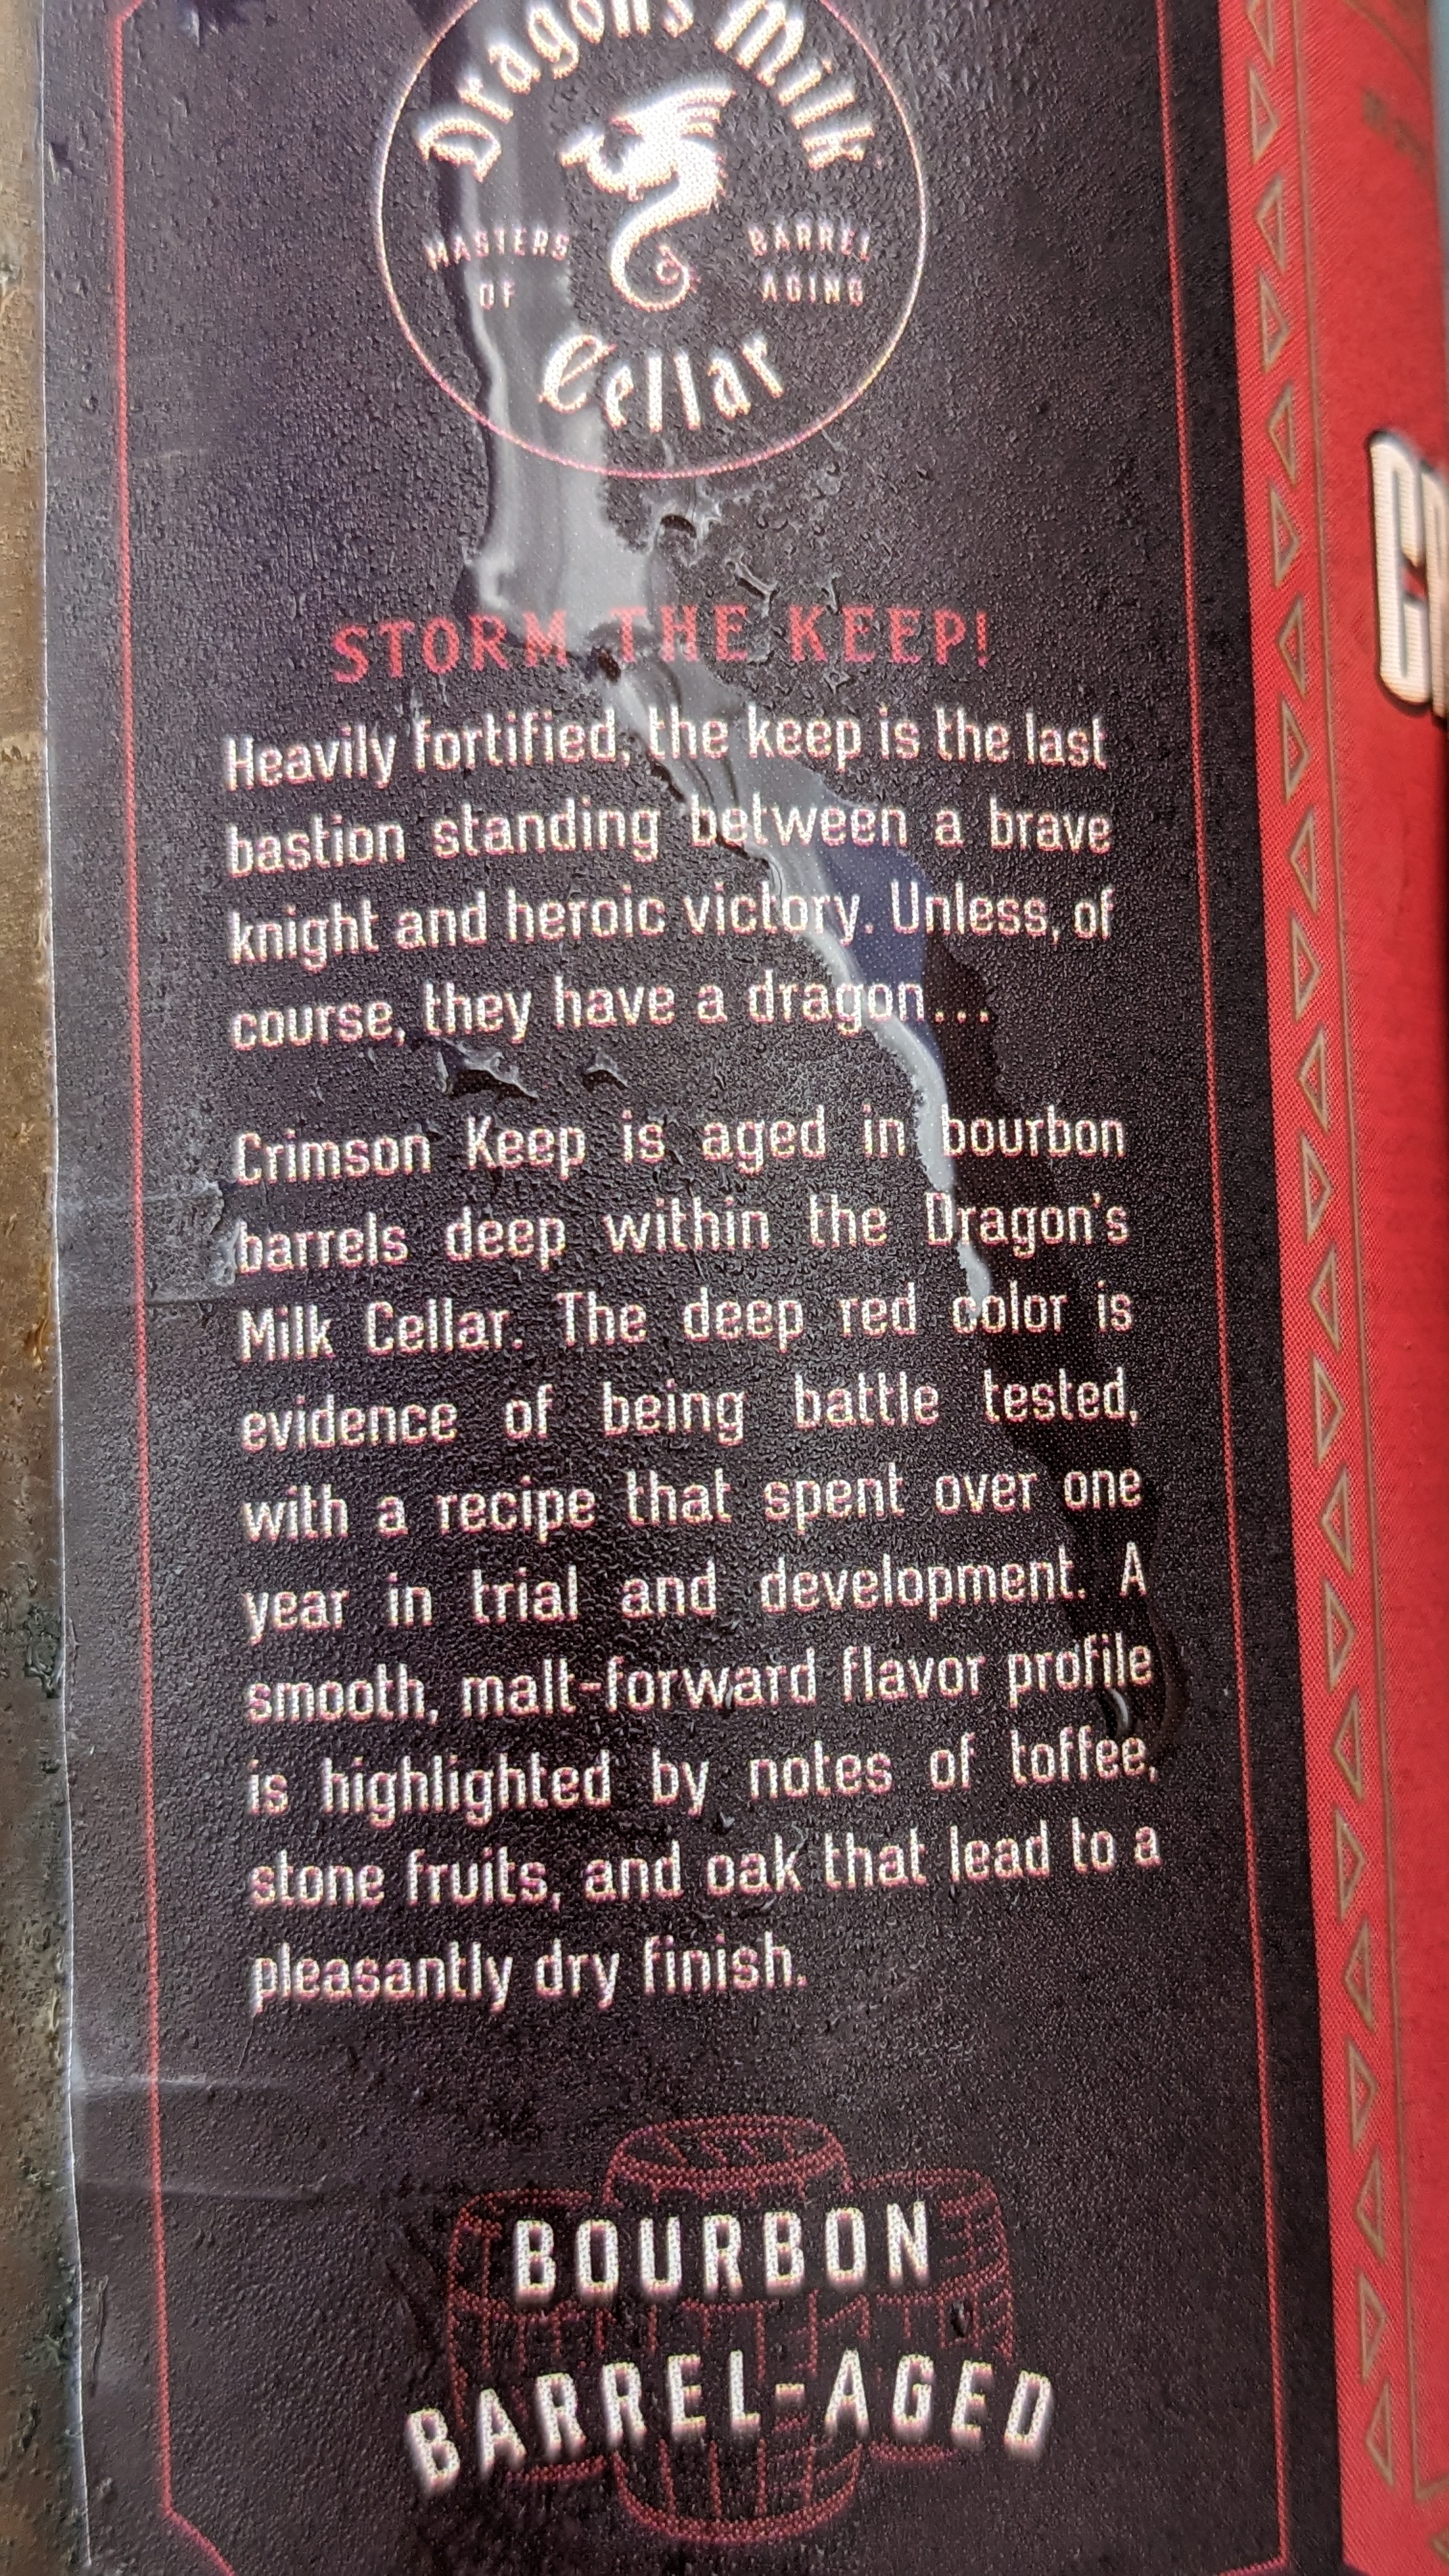 Dragon's Milk
MASTERS OF
BARREL AGING
Cellar
STORM THE KEEP!
Heavily fortified, the keep is the last
bastion standing between a brave
knight and heroic victory. Unless, of
course, they have a dragon...
Crimson Keep is aged in bourbon
barrels deep within the Dragon's
Milk Cellar. The deep red color is
evidence of being battle tested,
with a recipe that spent over one
year in trial and development. A
smooth, malt-forward flavor profile
is highlighted by notes of toffee,
stone fruits, and oak that lead to a
pleasantly dry finish.
BOURBON
BARREL-AGED